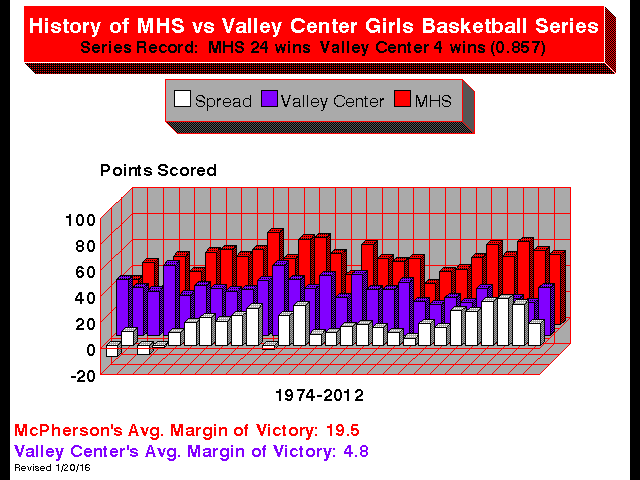 History of MHS vs Valley Center Girls Basketball Series
Series Record: MHS 24 wins Valley Center 4 wins (0.857)
Spread Valley Center MHS
Points Scored
100
80
60
40
20
0
-20
1974-2012
McPherson's Avg. Margin of Victory: 19.5
Valley Center's Avg. Margin of Victory: 4.8
Revised 1/20/16